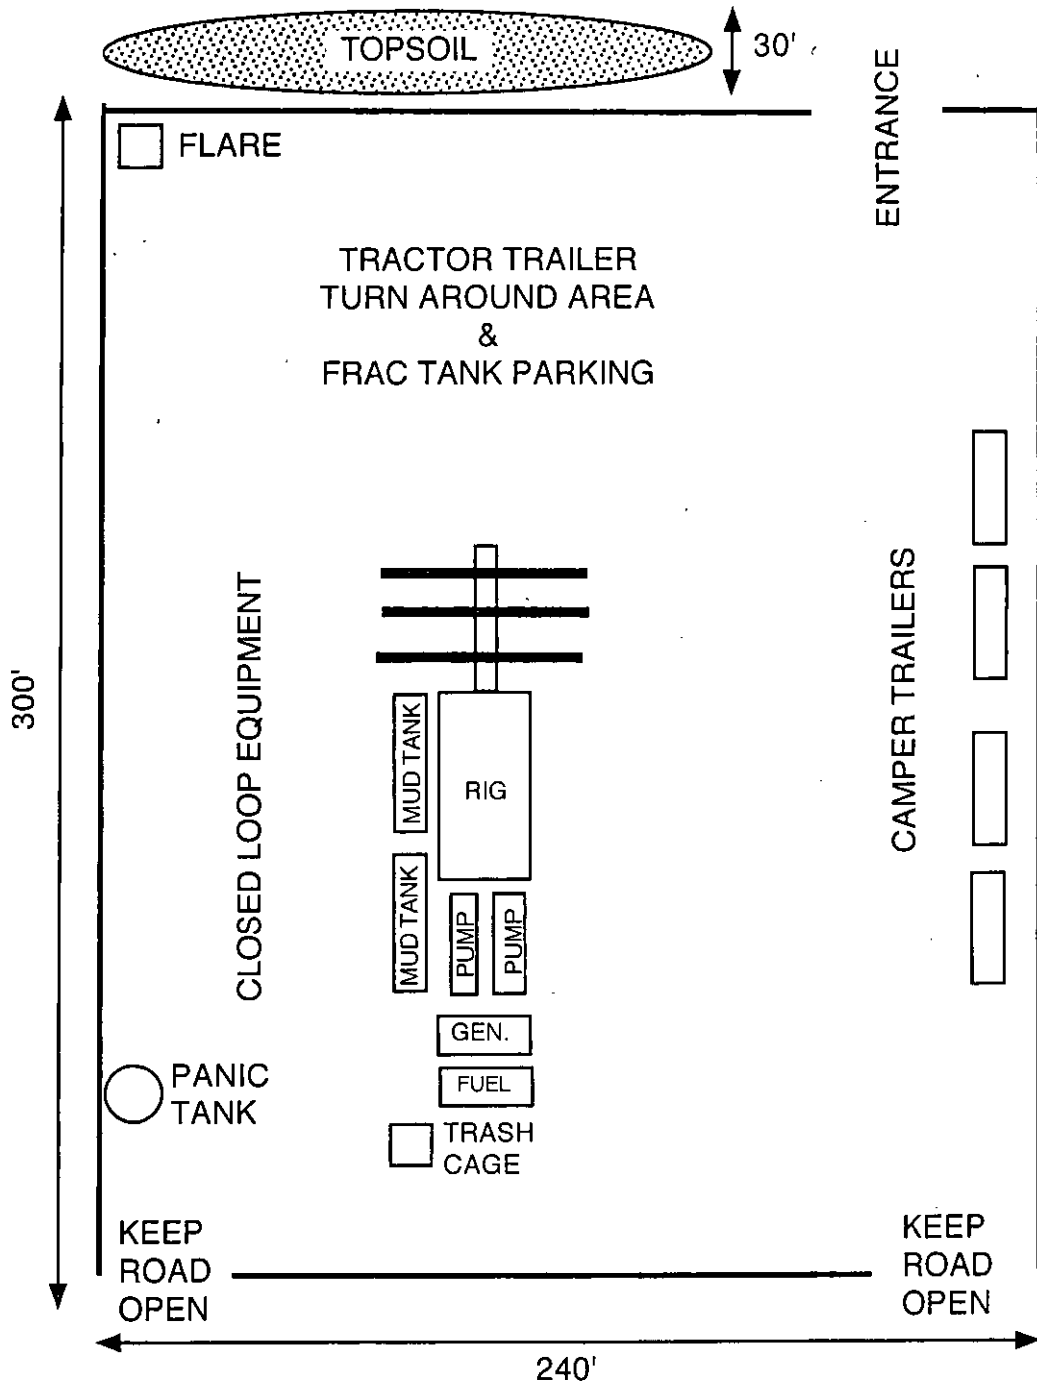 TOPSOIL
30'
ENTRANCE
FLARE
TRACTOR TRAILER
TURN AROUND AREA
&
FRAC TANK PARKING
300'
CLOSED LOOP EQUIPMENT
MUD TANK
RIG
CAMPER TRAILERS
MUD TANK
PUMP
PUMP
GEN.
FUEL
PANIC
TANK
TRASH
CAGE
KEEP
ROAD
OPEN
KEEP
ROAD
OPEN
240'